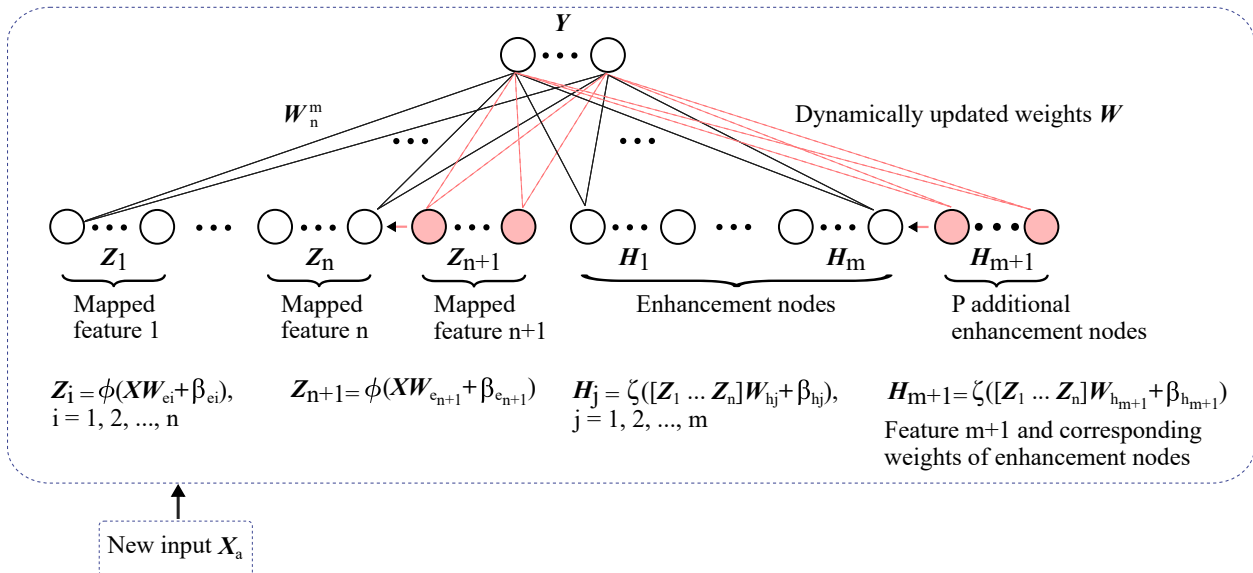 Y
W_n^m
Dynamically updated weights W
Z1 Zn Zn+1 H1 Hm Hm+1
Mapped feature 1
Mapped feature n
Mapped feature n+1
Enhancement nodes
P additional enhancement nodes
Zi = ϕ(XWei + βei),
i = 1, 2, ..., n
Zn+1 = ϕ(XWen+1 + βen+1)
Hj = ζ([Z1 ... Zn]Whj + βhj),
j = 1, 2, ..., m
Hm+1 = ζ([Z1 ... Zn]Whm+1 + βhm+1)
Feature m+1 and corresponding
weights of enhancement nodes
New input Xa